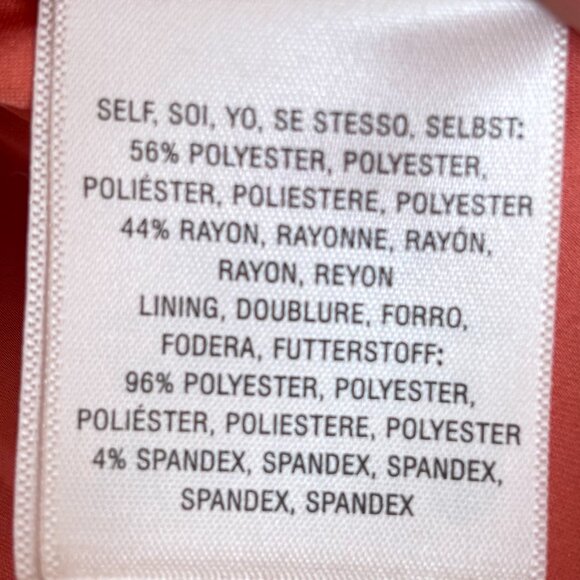 SELF, SOI, YO, SE STESSO, SELBST:
56% POLYESTER, POLYESTER,
POLIÉSTER, POLIESTERE, POLYESTER
44% RAYON, RAYONNE, RAYÓN,
RAYON, REYON
LINING, DOUBLURE, FORRO,
FODERA, FUTTERSTOFF:
96% POLYESTER, POLYESTER,
POLIÉSTER, POLIESTERE, POLYESTER
4% SPANDEX, SPANDEX, SPANDEX,
SPANDEX, SPANDEX